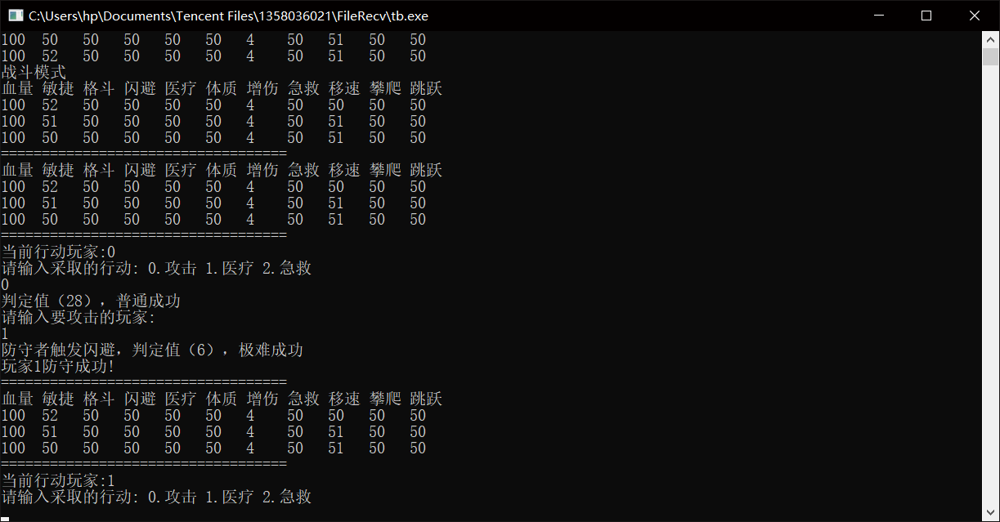 C:\Users\hp\Documents\Tencent Files\1358036021\FileRecv\tb.exe
100 50 50 50 50 50 4 50 51 50 50
100 52 50 50 50 50 4 50 51 50 50
战斗模式
血量 敏捷 格斗 闪避 医疗 体质 增伤 急救 移速 攀爬 跳跃
100 52 50 50 50 50 4 50 50 50 50
100 51 50 50 50 50 4 50 51 50 50
100 50 50 50 50 50 4 50 51 50 50
===================================
血量 敏捷 格斗 闪避 医疗 体质 增伤 急救 移速 攀爬 跳跃
100 52 50 50 50 50 4 50 50 50 50
100 51 50 50 50 50 4 50 51 50 50
100 50 50 50 50 50 4 50 51 50 50
===================================
当前行动玩家:0
请输入采取的行动: 0.攻击 1.医疗 2.急救
0
判定值（28），普通成功
请输入要攻击的玩家:
1
防守者触发闪避，判定值（6），极难成功
玩家1防守成功!
===================================
血量 敏捷 格斗 闪避 医疗 体质 增伤 急救 移速 攀爬 跳跃
100 52 50 50 50 50 4 50 50 50 50
100 51 50 50 50 50 4 50 51 50 50
100 50 50 50 50 50 4 50 51 50 50
===================================
当前行动玩家:1
请输入采取的行动: 0.攻击 1.医疗 2.急救